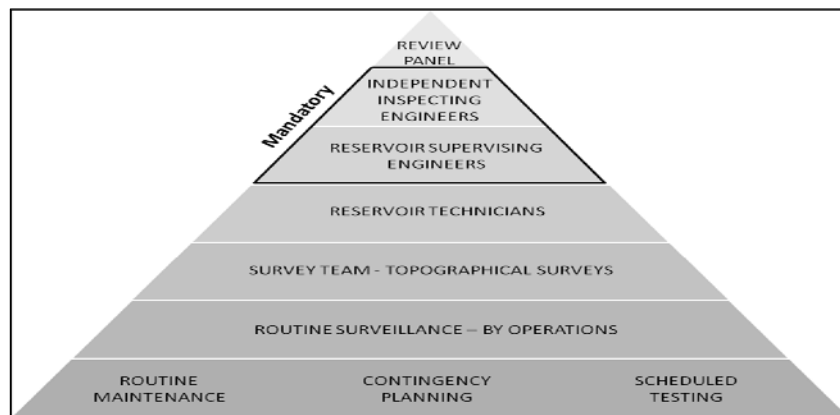 REVIEW
PANEL
Mandatory
INDEPENDENT
INSPECTING
ENGINEERS
RESERVOIR SUPERVISING
ENGINEERS
RESERVOIR TECHNICIANS
SURVEY TEAM - TOPOGRAPHICAL SURVEYS
ROUTINE SURVEILLANCE – BY OPERATIONS
ROUTINE
MAINTENANCE
CONTINGENCY
PLANNING
SCHEDULED
TESTING